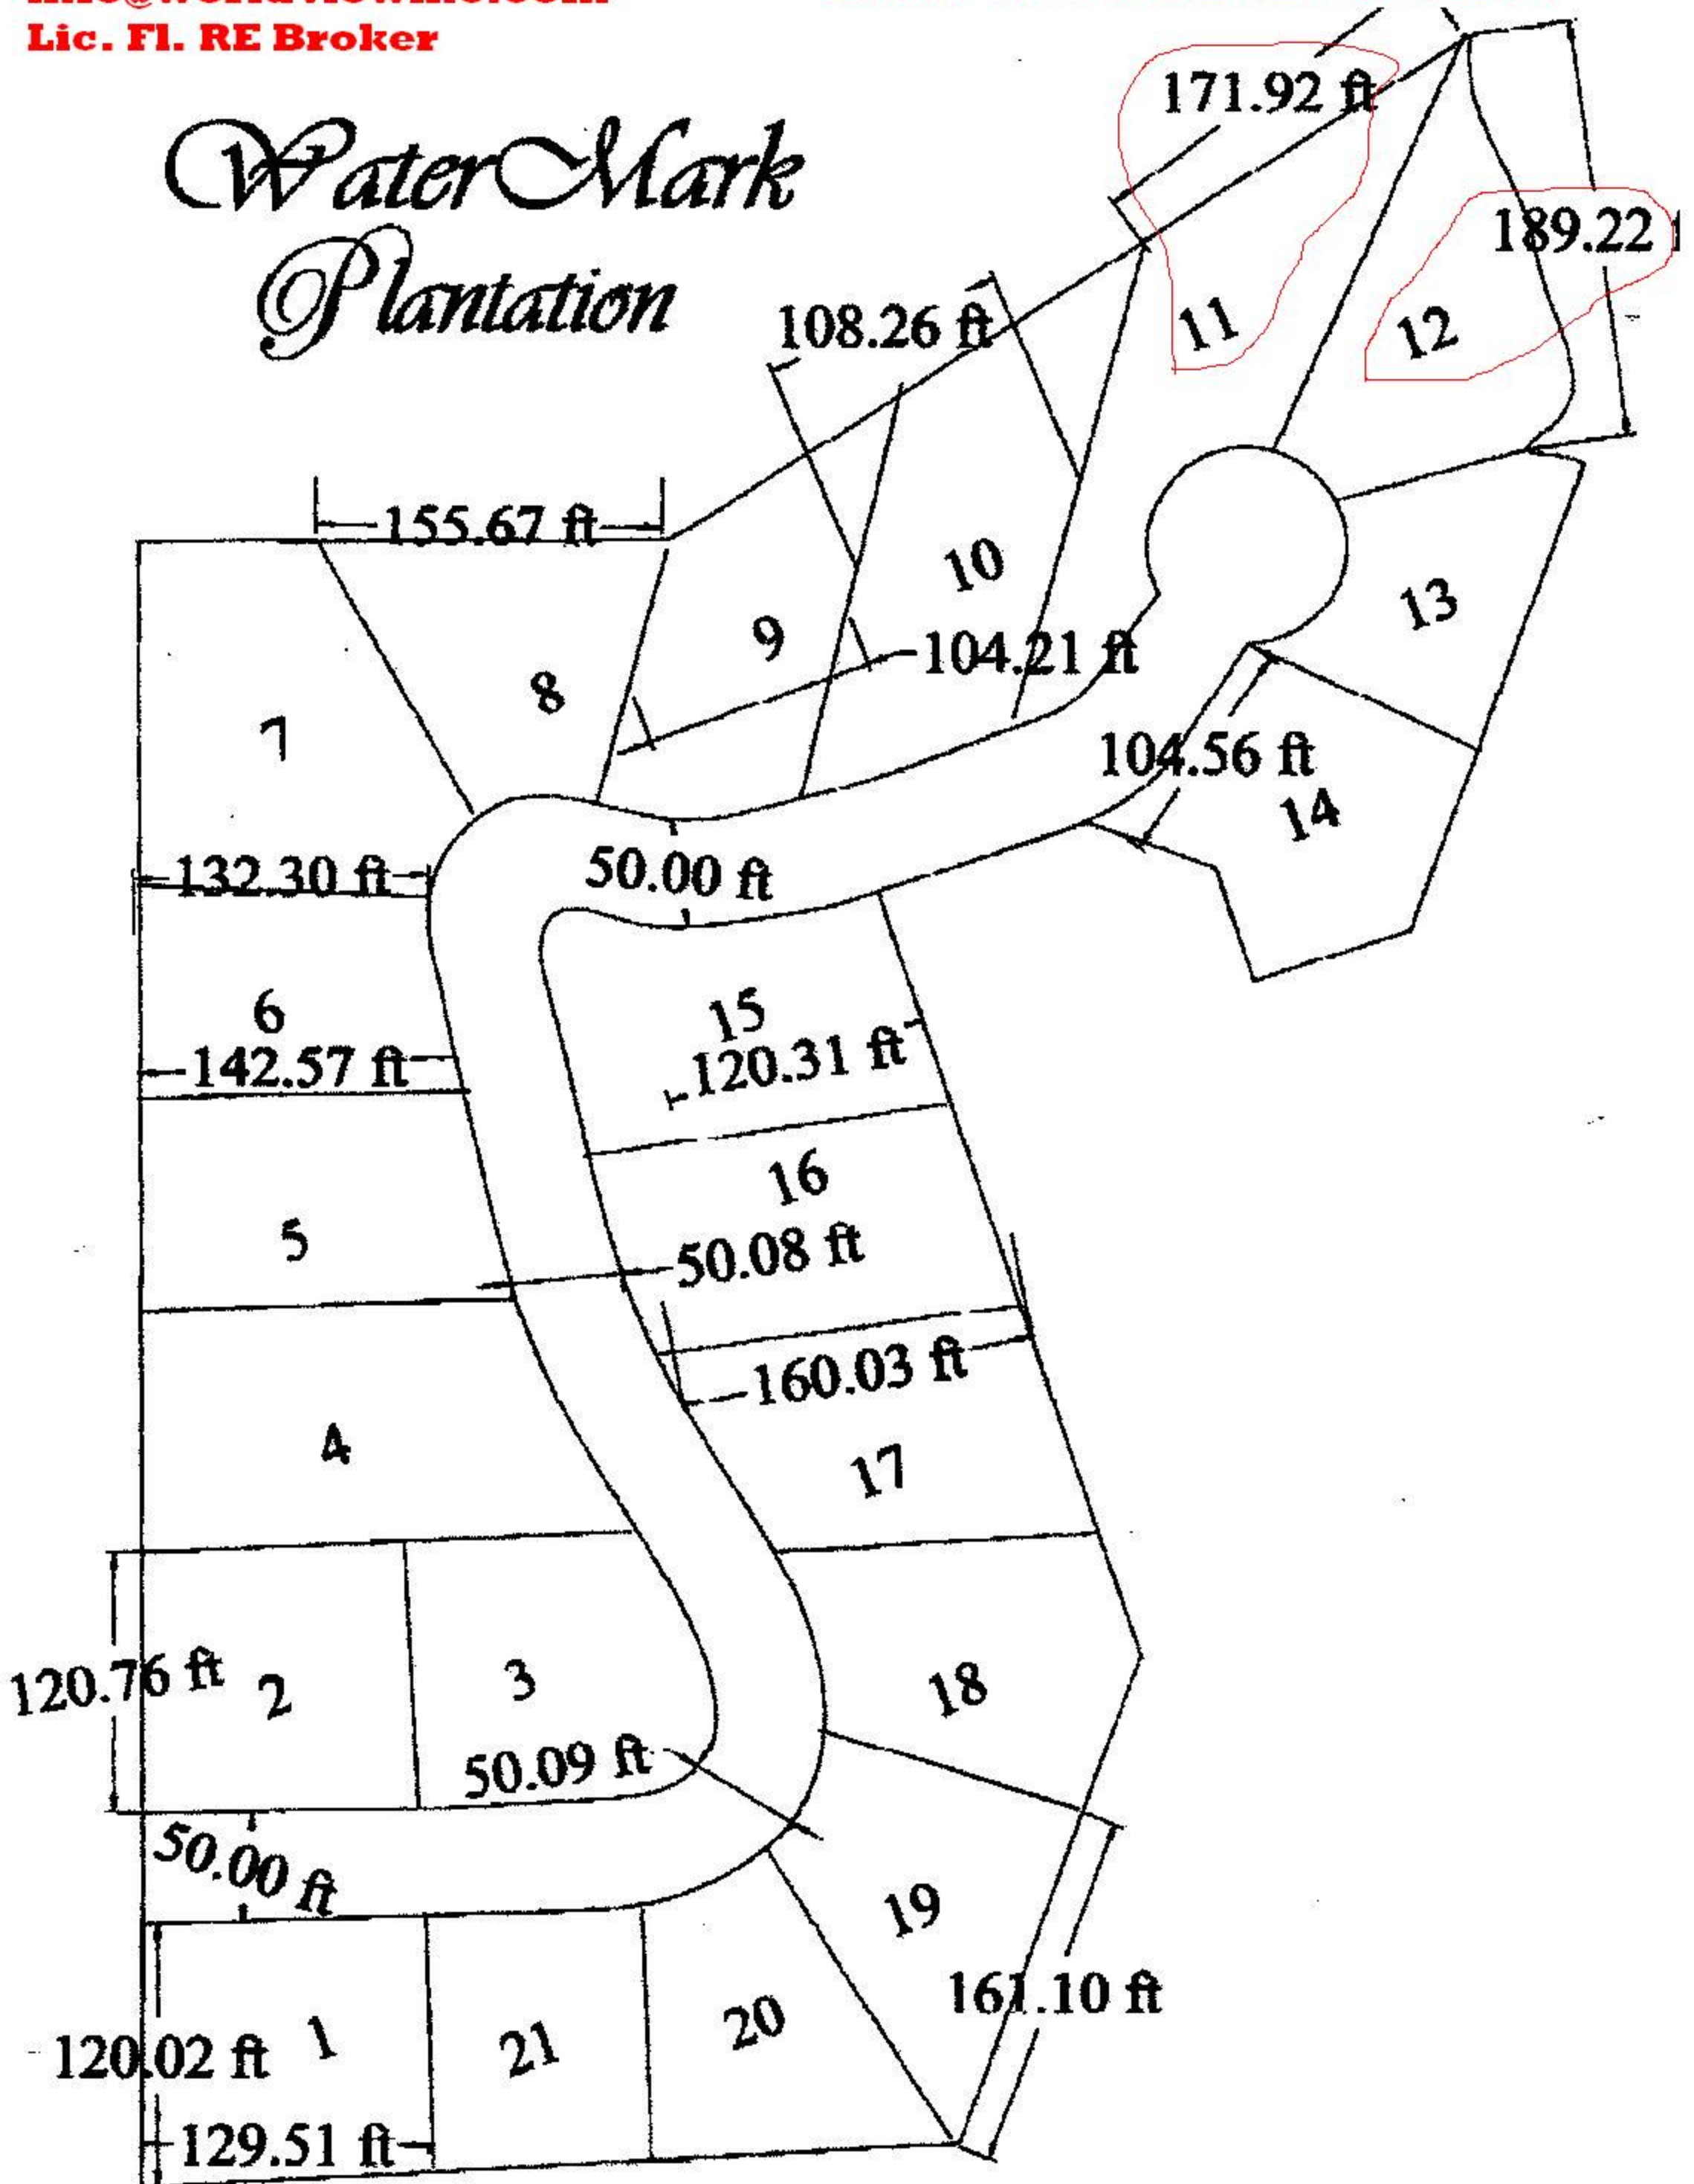 Lic. Fl. RE Broker
WaterMark
Plantation
171.92 ft
189.22
11
12
108.26 ft
155.67 ft
10
13
9
104.21 ft
8
7
104.56 ft
14
132.30 ft
50.00 ft
6
15
142.57 ft
120.31 ft
16
5
50.08 ft
160.03 ft
4
17
120.76 ft
2
3
18
50.09 ft
50.00 ft
19
161.10 ft
120.02 ft
1
21
20
129.51 ft